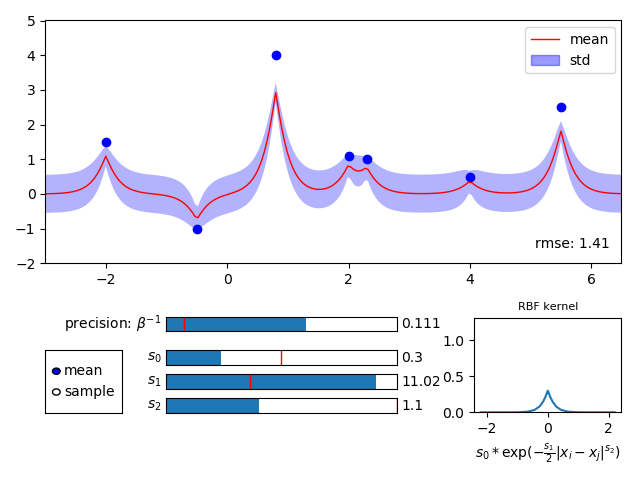 5
4
3
2
1
0
−1
−2
−2 0 2 4 6
mean
std
rmse: 1.41
precision: β⁻¹ 0.111
s₀ 0.3
s₁ 11.02
s₂ 1.1
mean
sample
RBF kernel
1.0
0.5
0.0
−2 0 2
s₀ * exp(−s₁/2 |xᵢ − xⱼ|^s₂)